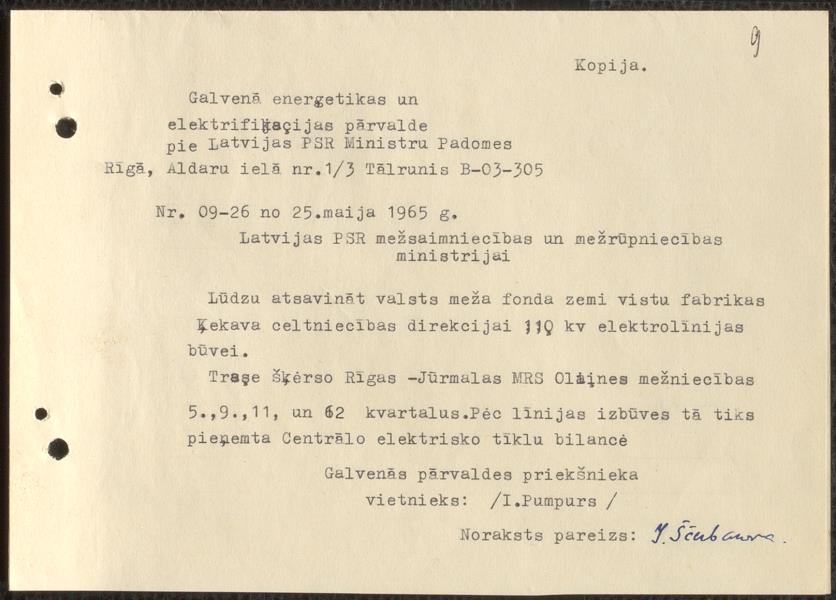 9
Kopija.
Galvenā energetikas un
elektrifikācijas pārvalde
pie Latvijas PSR Ministru Padomes
Rīgā, Aldaru ielā nr.1/3 Tālrunis B-03-305
Nr. 09-26 no 25.maija 1965 g.
Latvijas PSR mežsaimniecības un mežrūpniecības
ministrijai
Lūdzu atsavināt valsts meža fonda zemi vistu fabrikas
Ķekava celtniecības direkcijai 110 kv elektrolīnijas
būvei.
Trase šķērso Rīgas -Jūrmalas MRS Olaines mežniecības
5.,9.,11, un 62 kvartalus.Pēc līnijas izbūves tā tiks
pieņemta Centrālo elektrisko tīklu bilancē
Galvenās pārvaldes priekšnieka
vietnieks: /I.Pumpurs /
Noraksts pareizs: J. Ščerbakova.